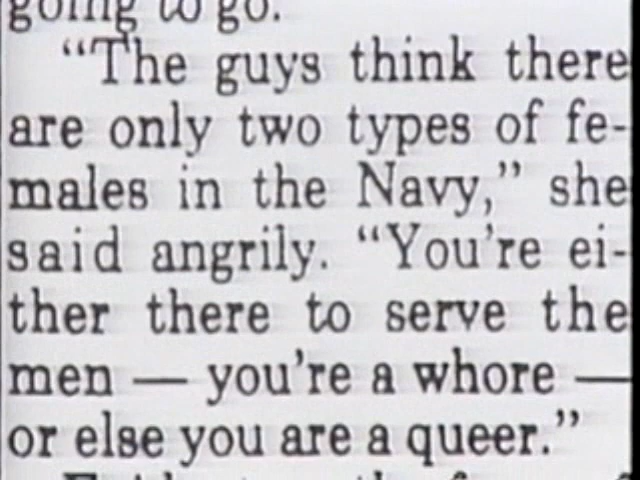 going to go.
"The guys think there
are only two types of fe-
males in the Navy," she
said angrily. "You're ei-
ther there to serve the
men — you're a whore —
or else you are a queer."